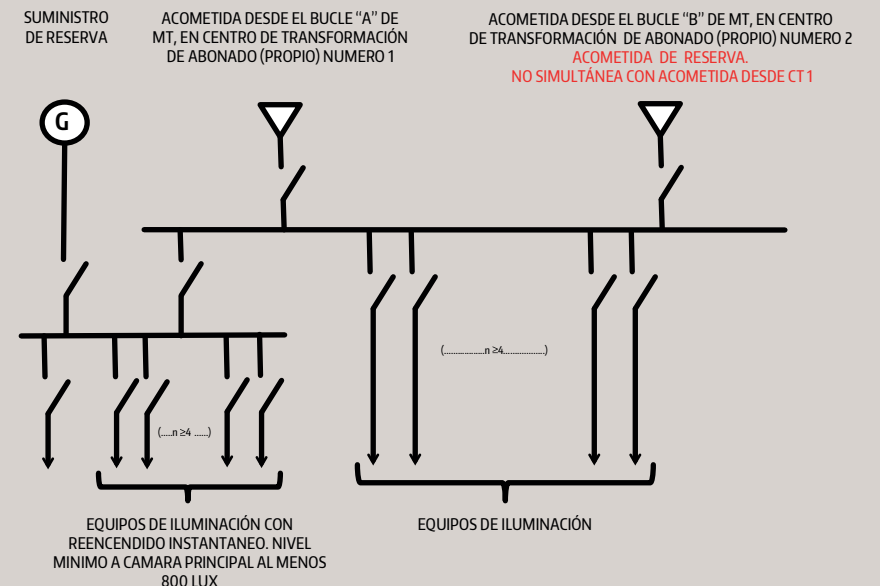 SUMINISTRO
DE RESERVA
ACOMETIDA DESDE EL BUCLE “A” DE
MT, EN CENTRO DE TRANSFORMACIÓN
DE ABONADO (PROPIO) NUMERO 1
ACOMETIDA DESDE EL BUCLE “B” DE MT, EN CENTRO
DE TRANSFORMACIÓN DE ABONADO (PROPIO) NUMERO 2
ACOMETIDA DE RESERVA.
NO SIMULTÁNEA CON ACOMETIDA DESDE CT 1
G
(.................n ≥4..................)
(.....n ≥4 ......)
EQUIPOS DE ILUMINACIÓN CON
REENCENDIDO INSTANTANEO. NIVEL
MINIMO A CAMARA PRINCIPAL AL MENOS
800 LUX
EQUIPOS DE ILUMINACIÓN